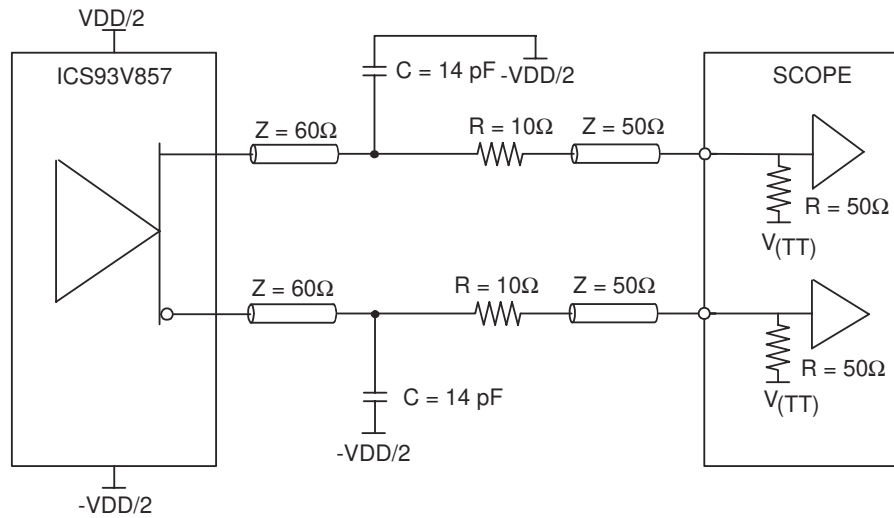 VDD/2
ICS93V857
C = 14 pF
-VDD/2
SCOPE
Z = 60Ω
R = 10Ω
Z = 50Ω
R = 50Ω
V(TT)
Z = 60Ω
R = 10Ω
Z = 50Ω
R = 50Ω
V(TT)
C = 14 pF
-VDD/2
-VDD/2